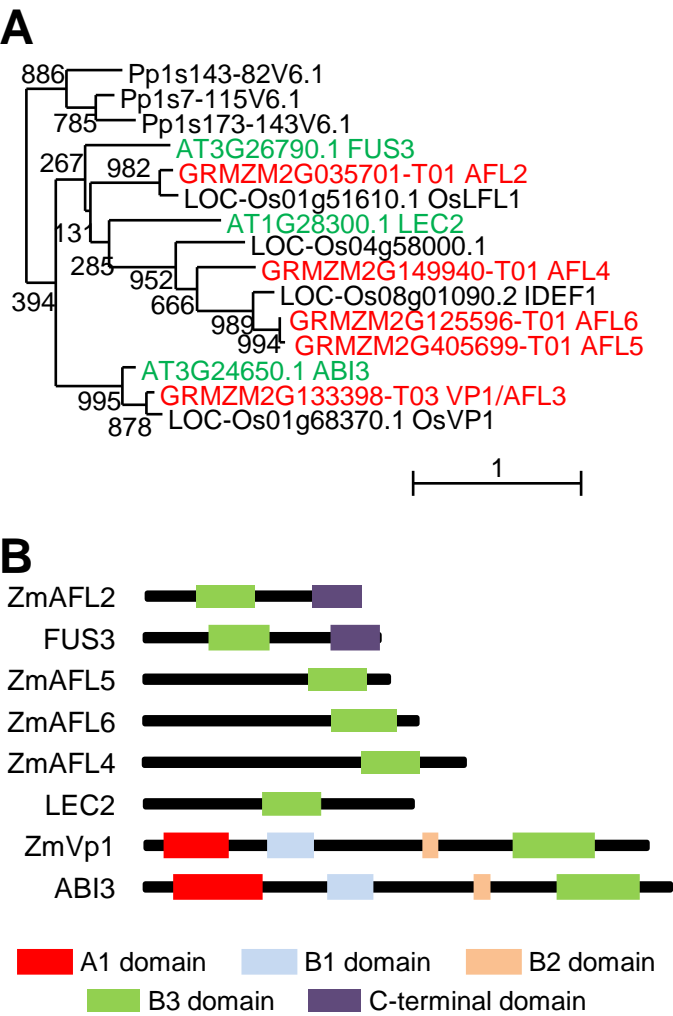 A
886
Pp1s143-82V6.1
Pp1s7-115V6.1
785
Pp1s173-143V6.1
AT3G26790.1 FUS3
267
982
GRMZM2G035701-T01 AFL2
LOC-Os01g51610.1 OsLFL1
AT1G28300.1 LEC2
131
LOC-Os04g58000.1
285
GRMZM2G149940-T01 AFL4
952
666
LOC-Os08g01090.2 IDEF1
394
989
GRMZM2G125596-T01 AFL6
994
GRMZM2G405699-T01 AFL5
AT3G24650.1 ABI3
995
GRMZM2G133398-T03 VP1/AFL3
878
LOC-Os01g68370.1 OsVP1
1
B
ZmAFL2
FUS3
ZmAFL5
ZmAFL6
ZmAFL4
LEC2
ZmVp1
ABI3
A1 domain
B1 domain
B2 domain
B3 domain
C-terminal domain